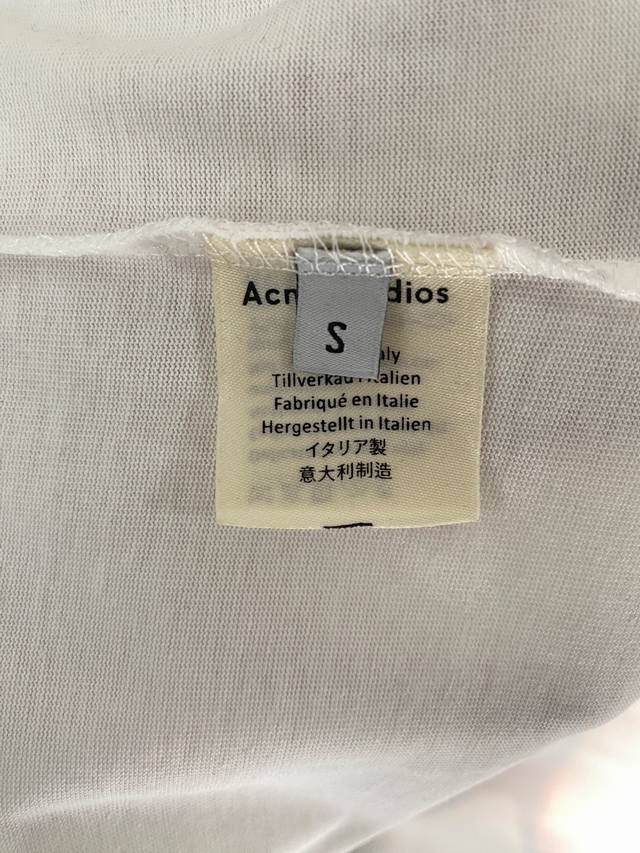 Acn dios
S
aly
Tillverkad i Italien
Fabriqué en Italie
Hergestellt in Italien
イタリア製
意大利制造